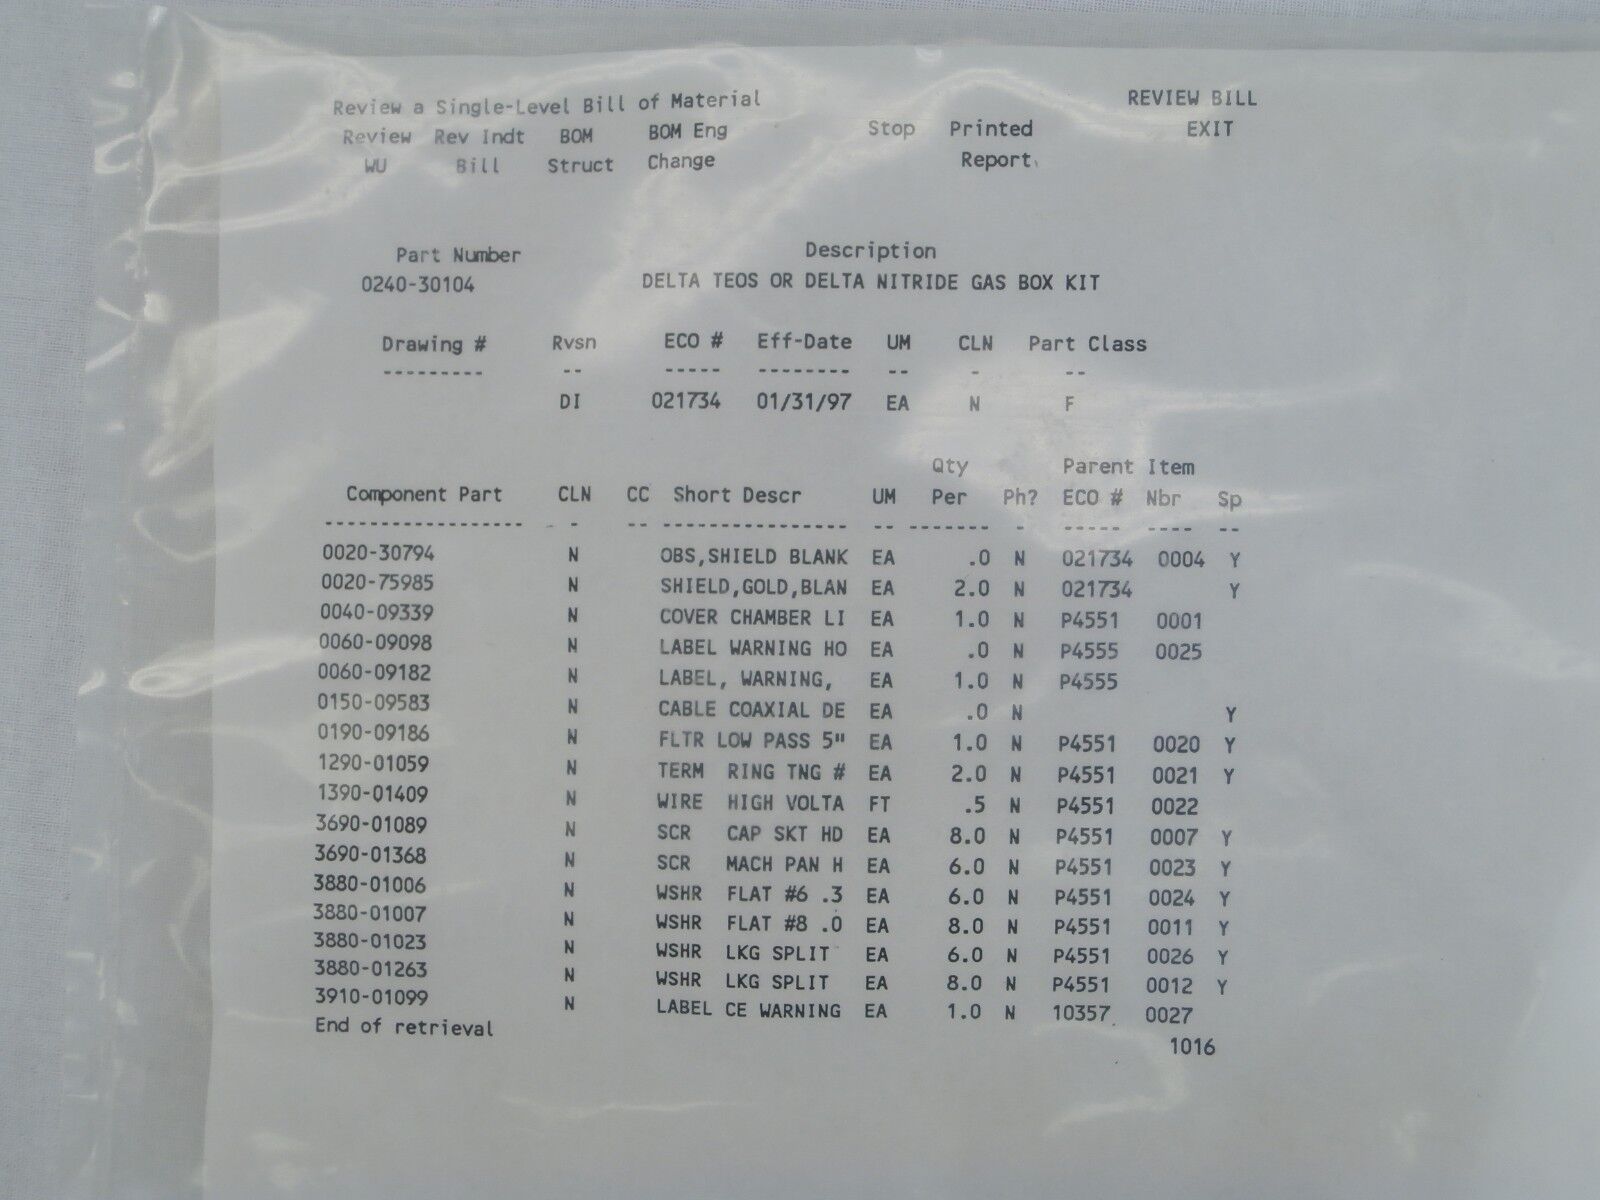 Review a Single-Level Bill of Material REVIEW BILL
Review Rev Indt BOM BOM Eng Stop Printed EXIT
WU Bill Struct Change Report
Part Number Description
0240-30104 DELTA TEOS OR DELTA NITRIDE GAS BOX KIT
Drawing # Rvsn ECO # Eff-Date UM CLN Part Class
--------- -- ----- -------- -- - --
DI 021734 01/31/97 EA N F
Qty Parent Item
Component Part CLN CC Short Descr UM Per Ph? ECO # Nbr Sp
------------------ - -- ---------------- -- ------- - ----- ---- --
0020-30794 N OBS,SHIELD BLANK EA .0 N 021734 0004 Y
0020-75985 N SHIELD,GOLD,BLAN EA 2.0 N 021734 Y
0040-09339 N COVER CHAMBER LI EA 1.0 N P4551 0001
0060-09098 N LABEL WARNING HO EA .0 N P4555 0025
0060-09182 N LABEL, WARNING, EA 1.0 N P4555
0150-09583 N CABLE COAXIAL DE EA .0 N Y
0190-09186 N FLTR LOW PASS 5" EA 1.0 N P4551 0020 Y
1290-01059 N TERM RING TNG # EA 2.0 N P4551 0021 Y
1390-01409 N WIRE HIGH VOLTA FT .5 N P4551 0022
3690-01089 N SCR CAP SKT HD EA 8.0 N P4551 0007 Y
3690-01368 N SCR MACH PAN H EA 6.0 N P4551 0023 Y
3880-01006 N WSHR FLAT #6 .3 EA 6.0 N P4551 0024 Y
3880-01007 N WSHR FLAT #8 .0 EA 8.0 N P4551 0011 Y
3880-01023 N WSHR LKG SPLIT EA 6.0 N P4551 0026 Y
3880-01263 N WSHR LKG SPLIT EA 8.0 N P4551 0012 Y
3910-01099 N LABEL CE WARNING EA 1.0 N 10357 0027
End of retrieval
1016